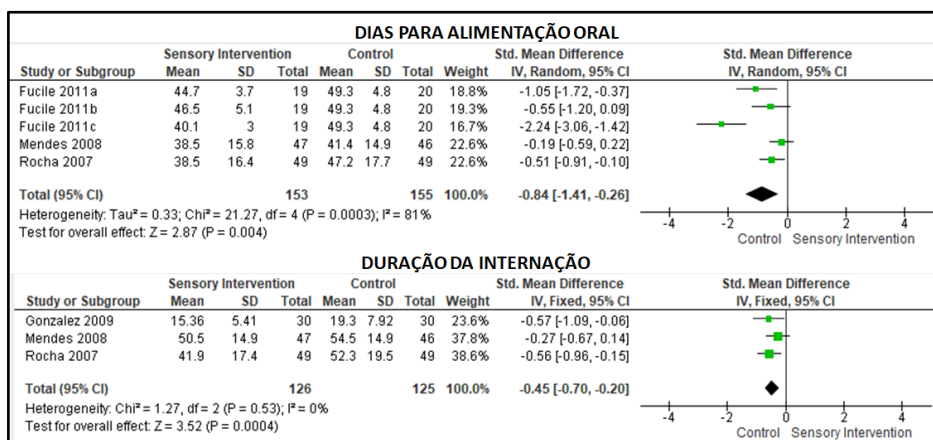 DIAS PARA ALIMENTAÇÃO ORAL
Sensory Intervention Control Std. Mean Difference Std. Mean Difference
Study or Subgroup Mean SD Total Mean SD Total Weight IV, Random, 95% CI IV, Random, 95% CI
Fucile 2011a 44.7 3.7 19 49.3 4.8 20 18.8% -1.05 [-1.72, -0.37]
Fucile 2011b 46.5 5.1 19 49.3 4.8 20 19.3% -0.55 [-1.20, 0.09]
Fucile 2011c 40.1 3 19 49.3 4.8 20 16.7% -2.24 [-3.06, -1.42]
Mendes 2008 38.5 15.8 47 41.4 14.9 46 22.6% -0.19 [-0.59, 0.22]
Rocha 2007 38.5 16.4 49 47.2 17.7 49 22.6% -0.51 [-0.91, -0.10]
Total (95% CI) 153 155 100.0% -0.84 [-1.41, -0.26]
Heterogeneity: Tau² = 0.33; Chi² = 21.27, df = 4 (P = 0.0003); I² = 81%
Test for overall effect: Z = 2.87 (P = 0.004)
-4 -2 0 2 4
Control Sensory Intervention
DURAÇÃO DA INTERNAÇÃO
Sensory Intervention Control Std. Mean Difference Std. Mean Difference
Study or Subgroup Mean SD Total Mean SD Total Weight IV, Fixed, 95% CI IV, Fixed, 95% CI
Gonzalez 2009 15.36 5.41 30 19.3 7.92 30 23.6% -0.57 [-1.09, -0.06]
Mendes 2008 50.5 14.9 47 54.5 14.9 46 37.8% -0.27 [-0.67, 0.14]
Rocha 2007 41.9 17.4 49 52.3 19.5 49 38.6% -0.56 [-0.96, -0.15]
Total (95% CI) 126 125 100.0% -0.45 [-0.70, -0.20]
Heterogeneity: Chi² = 1.27, df = 2 (P = 0.53); I² = 0%
Test for overall effect: Z = 3.52 (P = 0.0004)
-4 -2 0 2 4
Control Sensory Intervention